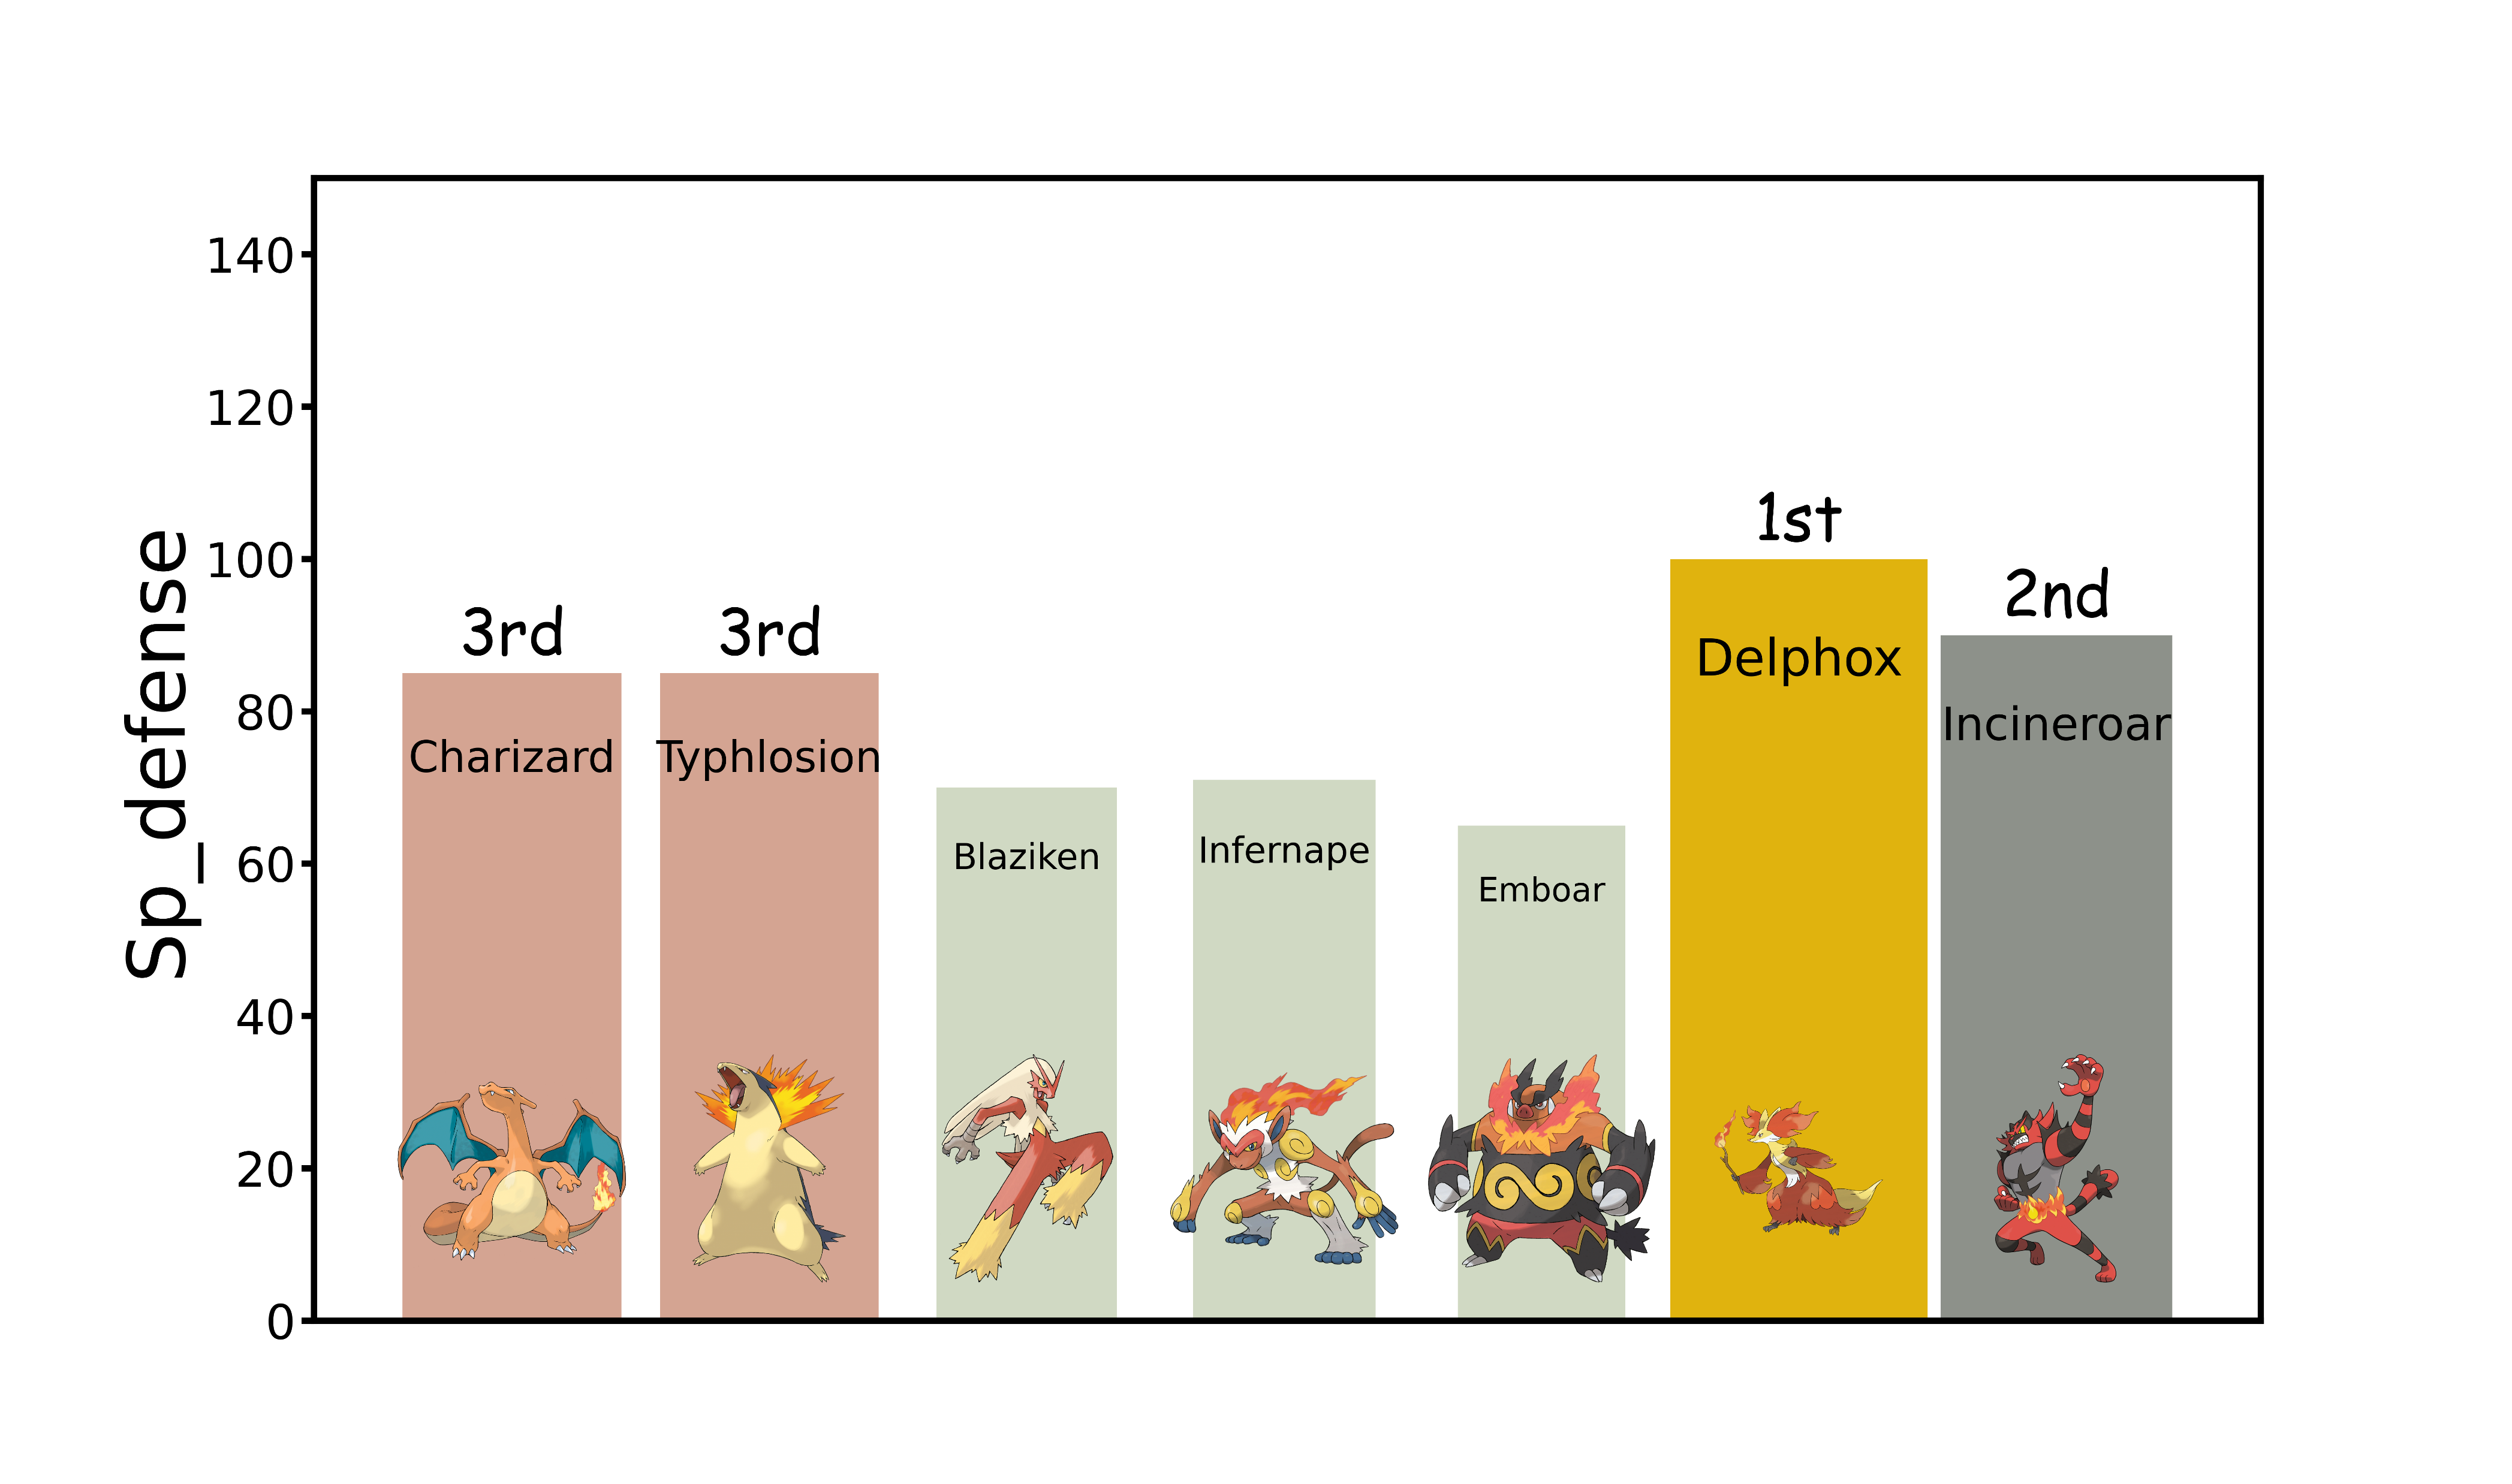 Sp_defense
140
120
100
80
60
40
20
0
3rd
3rd
1st
2nd
Charizard
Typhlosion
Blaziken
Infernape
Emboar
Delphox
Incineroar